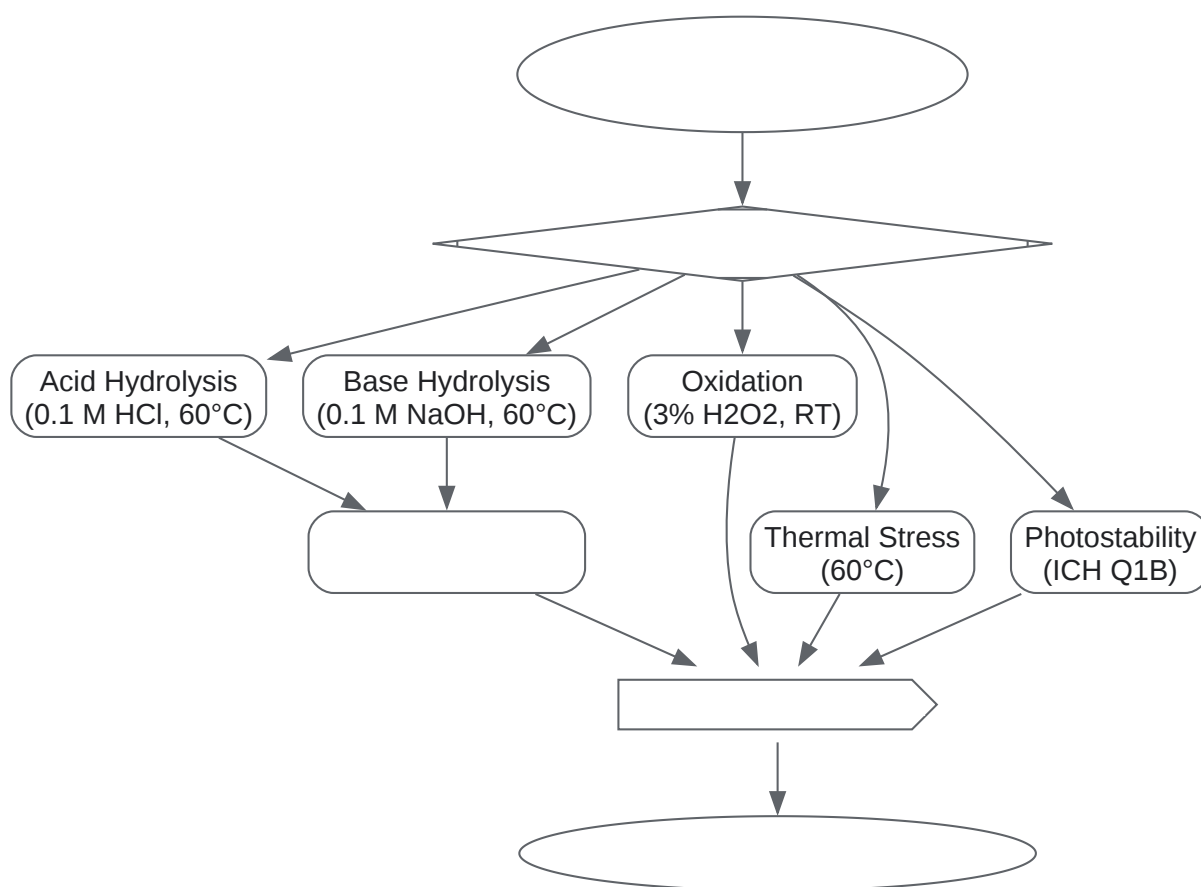 Acid Hydrolysis
(0.1 M HCl, 60°C)
Base Hydrolysis
(0.1 M NaOH, 60°C)
Oxidation
(3% H2O2, RT)
Thermal Stress
(60°C)
Photostability
(ICH Q1B)